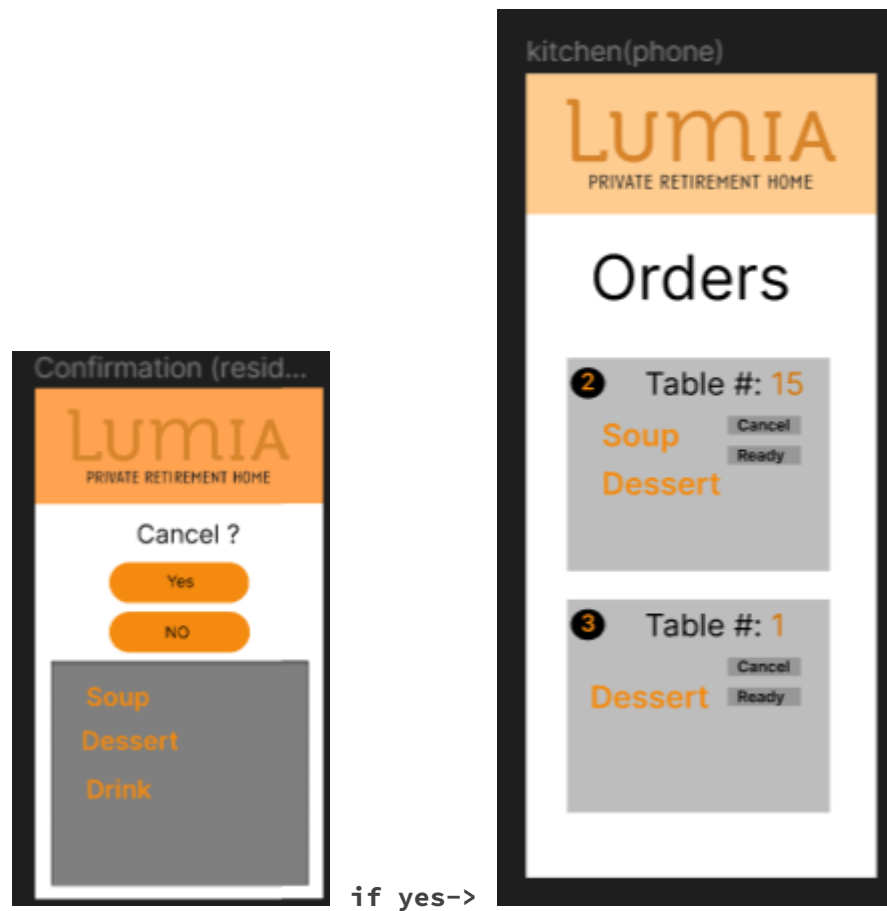 Confirmation (resid...
LUMIA
PRIVATE RETIREMENT HOME
Cancel ?
Yes
NO
Soup
Dessert
Drink
if yes->
kitchen(phone)
LUMIA
PRIVATE RETIREMENT HOME
Orders
2 Table #: 15
Cancel
Soup
Ready
Dessert
3 Table #: 1
Cancel
Dessert Ready